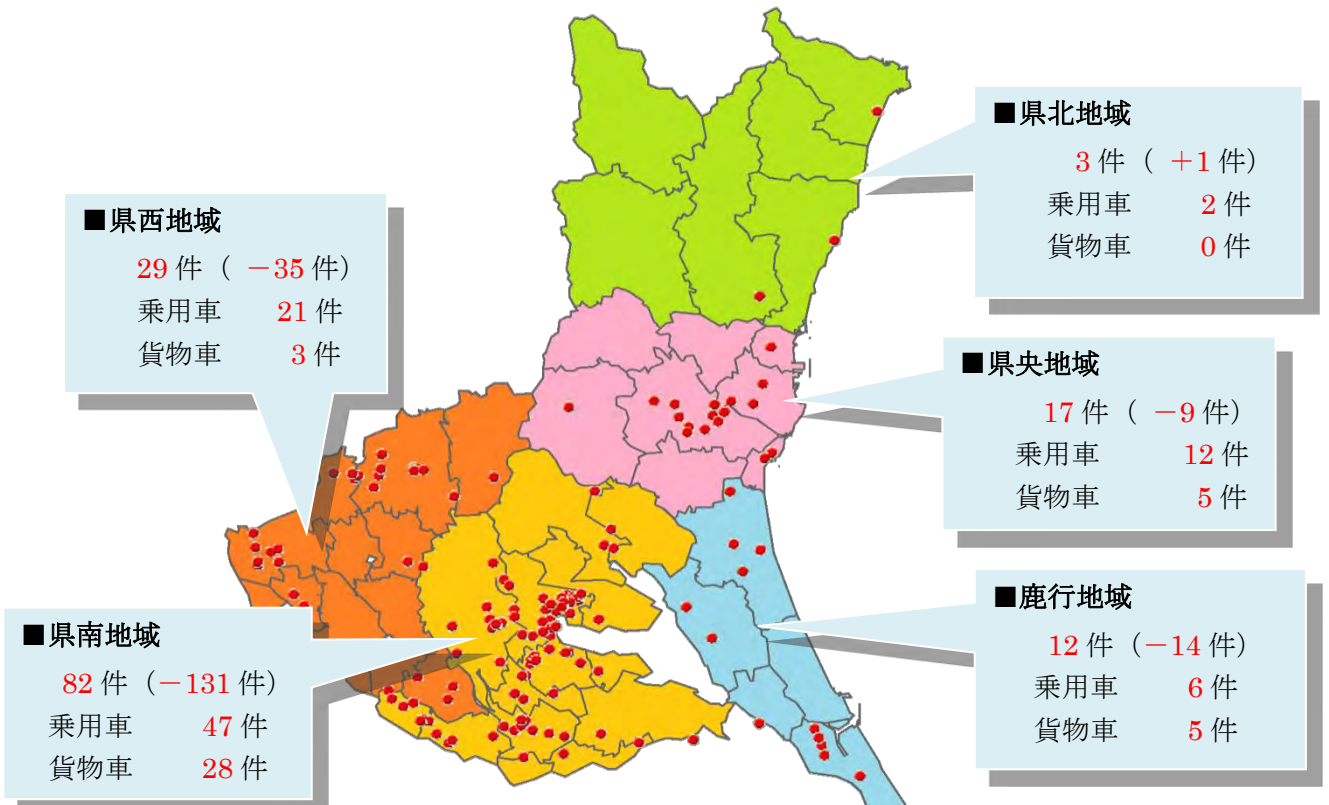 ■県北地域
3件（ +1件）
乗用車 2件
貨物車 0件
■県西地域
29件（ －35件）
乗用車 21件
貨物車 3件
■県央地域
17件（ －9件）
乗用車 12件
貨物車 5件
■鹿行地域
12件（－14件）
乗用車 6件
貨物車 5件
■県南地域
82件（－131件）
乗用車 47件
貨物車 28件